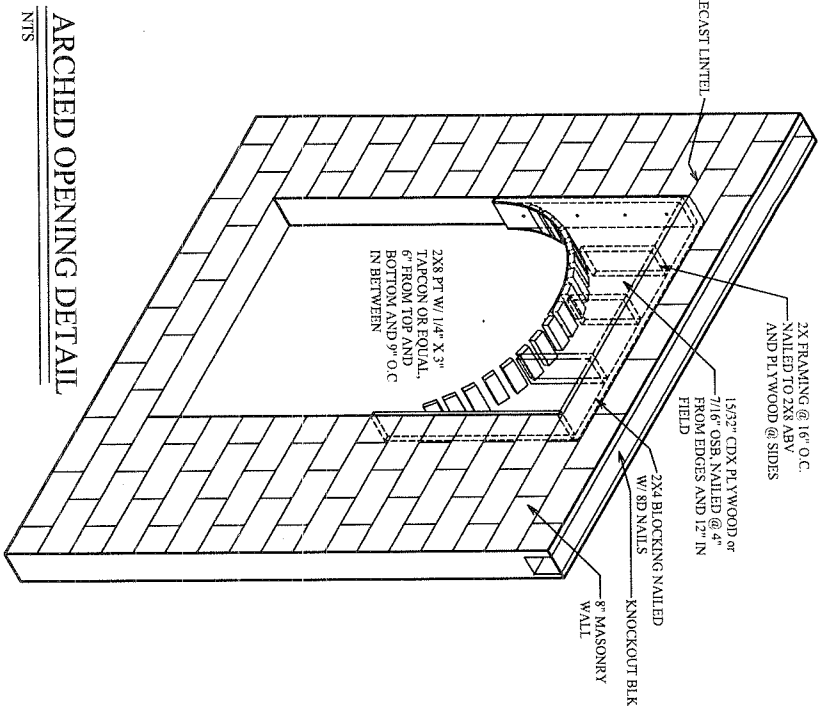 ECAST LINTEL
2X FRAMING @ 16" O.C.
NAILED TO 2X8 ABV
AND PLYWOOD @ SIDES
15/32" CDX PLYWOOD or
7/16" OSB, NAILED @ 4"
FROM EDGES AND 12" IN
FIELD
2X4 BLOCKING NAILED
W/ 8D NAILS
KNOCKOUT BLK
8" MASONRY
WALL
2X8 PT W/ 1/4" X 3"
TAPCON OR EQUAL,
6" FROM TOP AND
BOTTOM AND 9" O.C
IN BETWEEN
ARCHED OPENING DETAIL
NTS